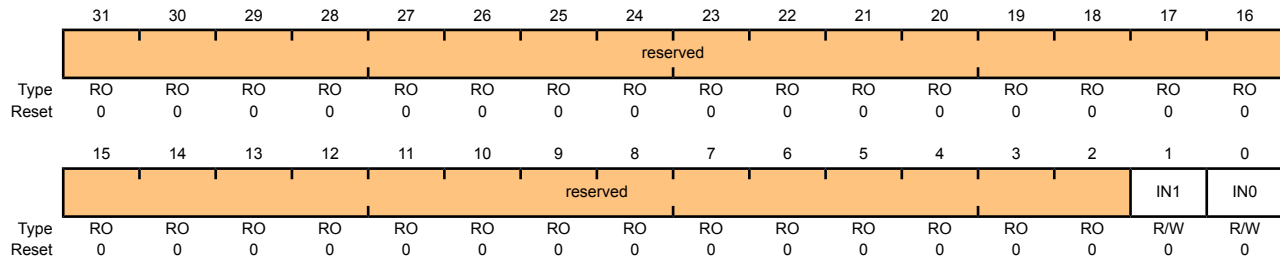 31 30 29 28 27 26 25 24 23 22 21 20 19 18 17 16
reserved
Type RO RO RO RO RO RO RO RO RO RO RO RO RO RO RO RO
Reset 0 0 0 0 0 0 0 0 0 0 0 0 0 0 0 0
15 14 13 12 11 10 9 8 7 6 5 4 3 2 1 0
reserved IN1 IN0
Type RO RO RO RO RO RO RO RO RO RO RO RO RO RO R/W R/W
Reset 0 0 0 0 0 0 0 0 0 0 0 0 0 0 0 0